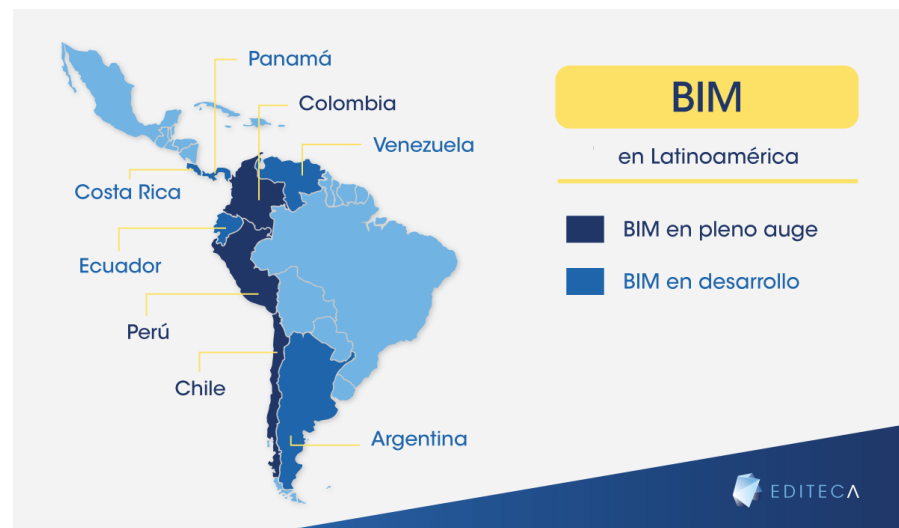 Panamá
Colombia
Venezuela
Costa Rica
Ecuador
Perú
Chile
Argentina
BIM
en Latinoamérica
BIM en pleno auge
BIM en desarrollo
EDITECA